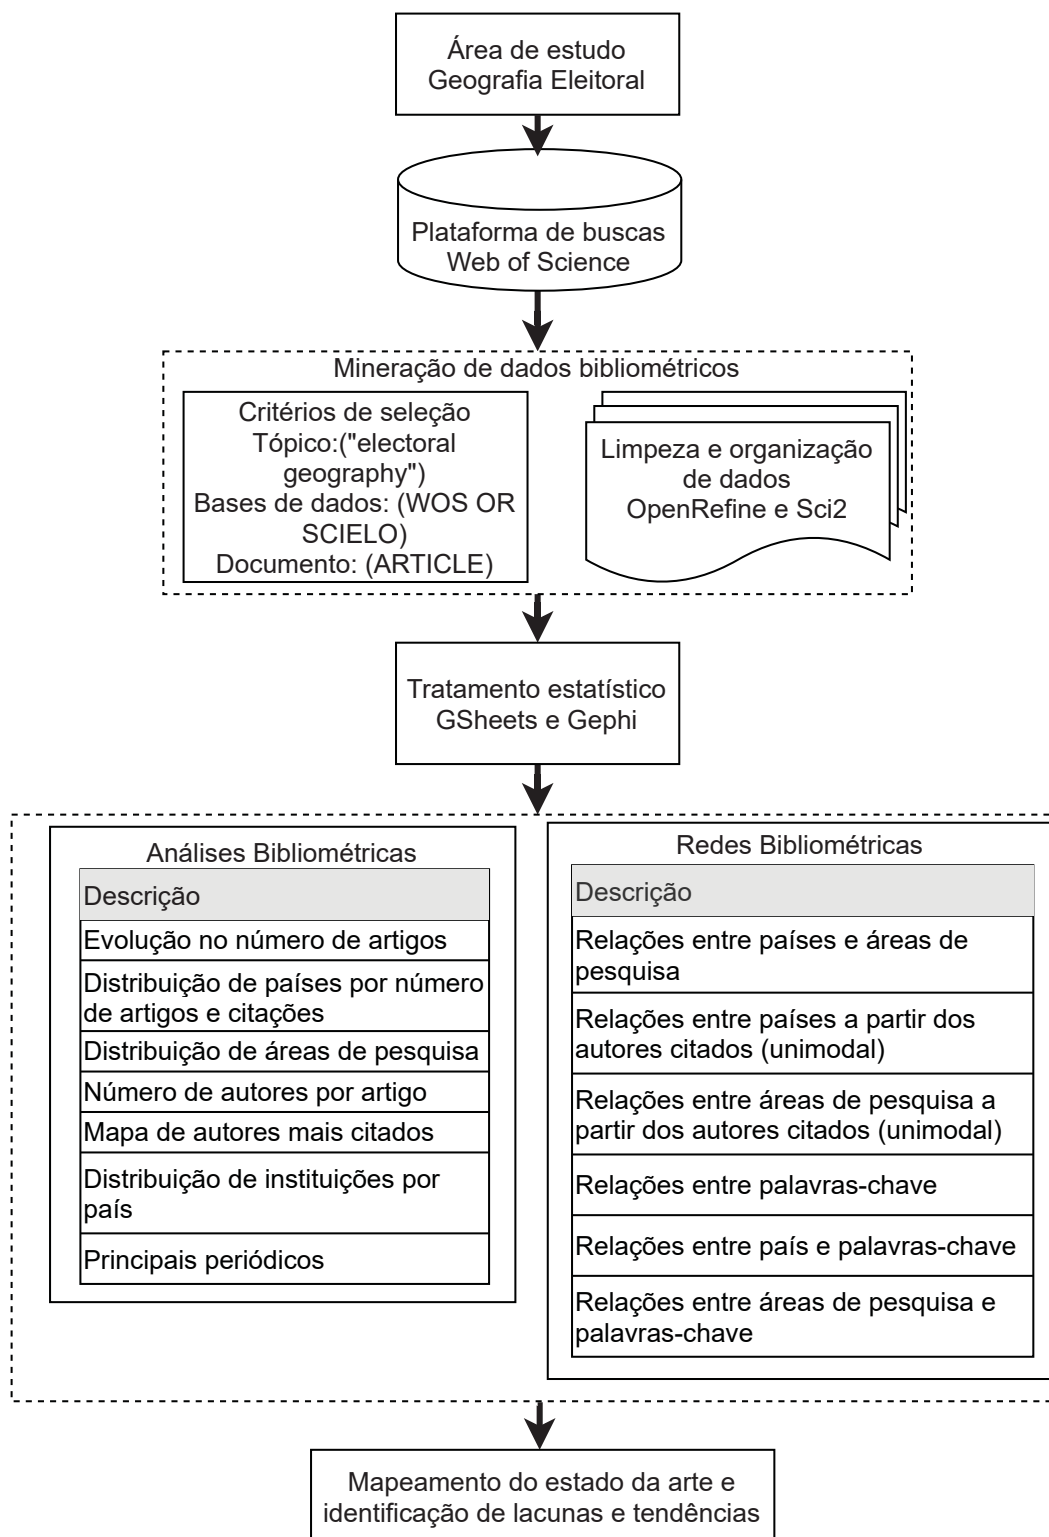 Área de estudo
Geografia Eleitoral
Plataforma de buscas
Web of Science
Mineração de dados bibliométricos
Critérios de seleção
Tópico:("electoral
geography")
Bases de dados: (WOS OR
SCIELO)
Documento: (ARTICLE)
Limpeza e organização
de dados
OpenRefine e Sci2
Tratamento estatístico
GSheets e Gephi
Análises Bibliométricas
Descrição
Evolução no número de artigos
Distribuição de países por número
de artigos e citações
Distribuição de áreas de pesquisa
Número de autores por artigo
Mapa de autores mais citados
Distribuição de instituições por
país
Principais periódicos
Redes Bibliométricas
Descrição
Relações entre países e áreas de
pesquisa
Relações entre países a partir dos
autores citados (unimodal)
Relações entre áreas de pesquisa a
partir dos autores citados (unimodal)
Relações entre palavras-chave
Relações entre país e palavras-chave
Relações entre áreas de pesquisa e
palavras-chave
Mapeamento do estado da arte e
identificação de lacunas e tendências